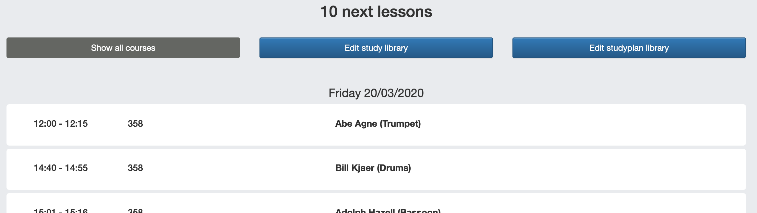 10 next lessons
Show all courses Edit study library Edit studyplan library
Friday 20/03/2020
12:00 - 12:15 358 Abe Agne (Trumpet)
14:40 - 14:55 358 Bill Kjaer (Drums)
15:01 - 15:16 358 Adolph Hazell (Bassoon)